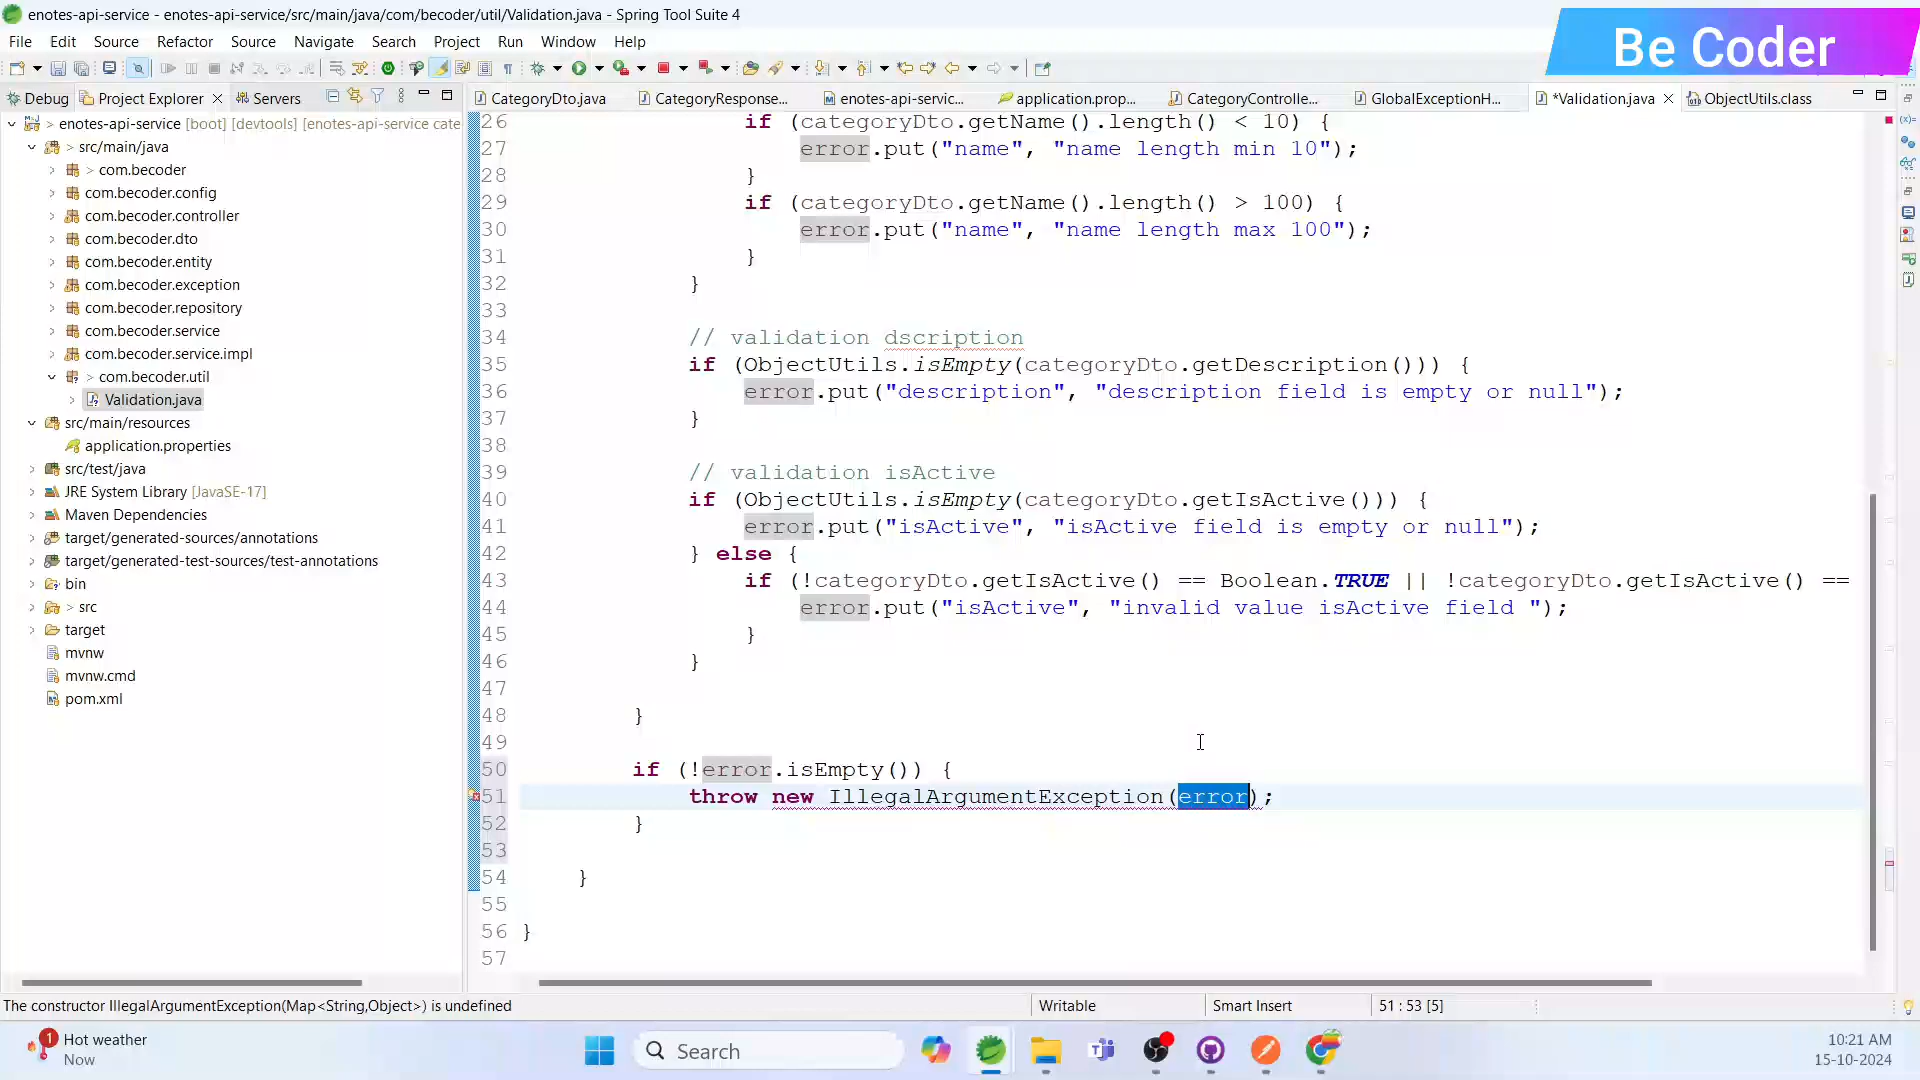 enotes-api-service - enotes-api-service/src/main/java/com/becoder/util/Validation.java - Spring Tool Suite 4
Be Coder
File Edit Source Refactor Source Navigate Search Project Run Window Help
Debug Project Explorer Servers
CategoryDto.java CategoryResponse... enotes-api-servic... application.prop... CategoryControlle... GlobalExceptionH... *Validation.java ObjectUtils.class
> enotes-api-service [boot] [devtools] [enotes-api-service cate
> src/main/java
> com.becoder
com.becoder.config
com.becoder.controller
com.becoder.dto
com.becoder.entity
com.becoder.exception
com.becoder.repository
com.becoder.service
com.becoder.service.impl
> com.becoder.util
Validation.java
src/main/resources
application.properties
src/test/java
JRE System Library [JavaSE-17]
Maven Dependencies
target/generated-sources/annotations
target/generated-test-sources/test-annotations
bin
> src
target
mvnw
mvnw.cmd
pom.xml
26 if (categoryDto.getName().length() < 10) {
27 error.put("name", "name length min 10");
28 }
29 if (categoryDto.getName().length() > 100) {
30 error.put("name", "name length max 100");
31 }
32 }
33
34 // validation dscription
35 if (ObjectUtils.isEmpty(categoryDto.getDescription())) {
36 error.put("description", "description field is empty or null");
37 }
38
39 // validation isActive
40 if (ObjectUtils.isEmpty(categoryDto.getIsActive())) {
41 error.put("isActive", "isActive field is empty or null");
42 } else {
43 if (!categoryDto.getIsActive() == Boolean.TRUE || !categoryDto.getIsActive() ==
44 error.put("isActive", "invalid value isActive field ");
45 }
46 }
47
48 }
49
50 if (!error.isEmpty()) {
51 throw new IllegalArgumentException(error);
52 }
53
54 }
55
56 }
57
The constructor IllegalArgumentException(Map<String,Object>) is undefined
Writable
Smart Insert
51 : 53 [5]
1
Hot weather
Now
Search
10:21 AM
15-10-2024